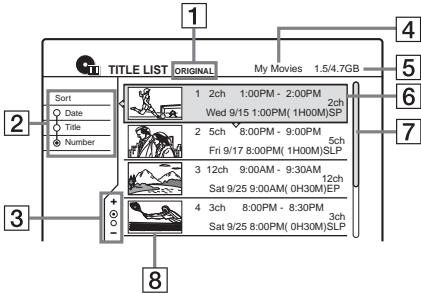 1
4
TITLE LIST ORIGINAL My Movies 1.5/4.7GB
5
Sort
Date
Title
Number
2
1 2ch 1:00PM - 2:00PM
2ch
Wed 9/15 1:00PM( 1H00M)SP
6
2 5ch 8:00PM - 9:00PM
5ch
Fri 9/17 8:00PM( 1H00M)SLP
7
3 12ch 9:00AM - 9:30AM
12ch
Sat 9/25 9:00AM( 0H30M)EP
3
+
−
4 3ch 8:00PM - 8:30PM
3ch
Sat 9/25 8:00PM( 0H30M)SLP
8